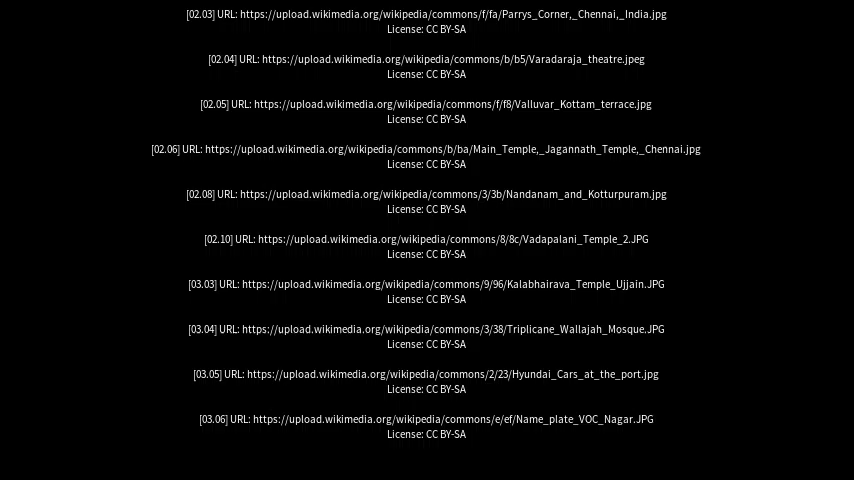 [02.03] URL: https://upload.wikimedia.org/wikipedia/commons/f/fa/Parrys_Corner,_Chennai,_India.jpg
License: CC BY-SA
[02.04] URL: https://upload.wikimedia.org/wikipedia/commons/b/b5/Varadaraja_theatre.jpeg
License: CC BY-SA
[02.05] URL: https://upload.wikimedia.org/wikipedia/commons/f/f8/Valluvar_Kottam_terrace.jpg
License: CC BY-SA
[02.06] URL: https://upload.wikimedia.org/wikipedia/commons/b/ba/Main_Temple,_Jagannath_Temple,_Chennai.jpg
License: CC BY-SA
[02.08] URL: https://upload.wikimedia.org/wikipedia/commons/3/3b/Nandanam_and_Kotturpuram.jpg
License: CC BY-SA
[02.10] URL: https://upload.wikimedia.org/wikipedia/commons/8/8c/Vadapalani_Temple_2.JPG
License: CC BY-SA
[03.03] URL: https://upload.wikimedia.org/wikipedia/commons/9/96/Kalabhairava_Temple_Ujjain.JPG
License: CC BY-SA
[03.04] URL: https://upload.wikimedia.org/wikipedia/commons/3/38/Triplicane_Wallajah_Mosque.JPG
License: CC BY-SA
[03.05] URL: https://upload.wikimedia.org/wikipedia/commons/2/23/Hyundai_Cars_at_the_port.jpg
License: CC BY-SA
[03.06] URL: https://upload.wikimedia.org/wikipedia/commons/e/ef/Name_plate_VOC_Nagar.JPG
License: CC BY-SA